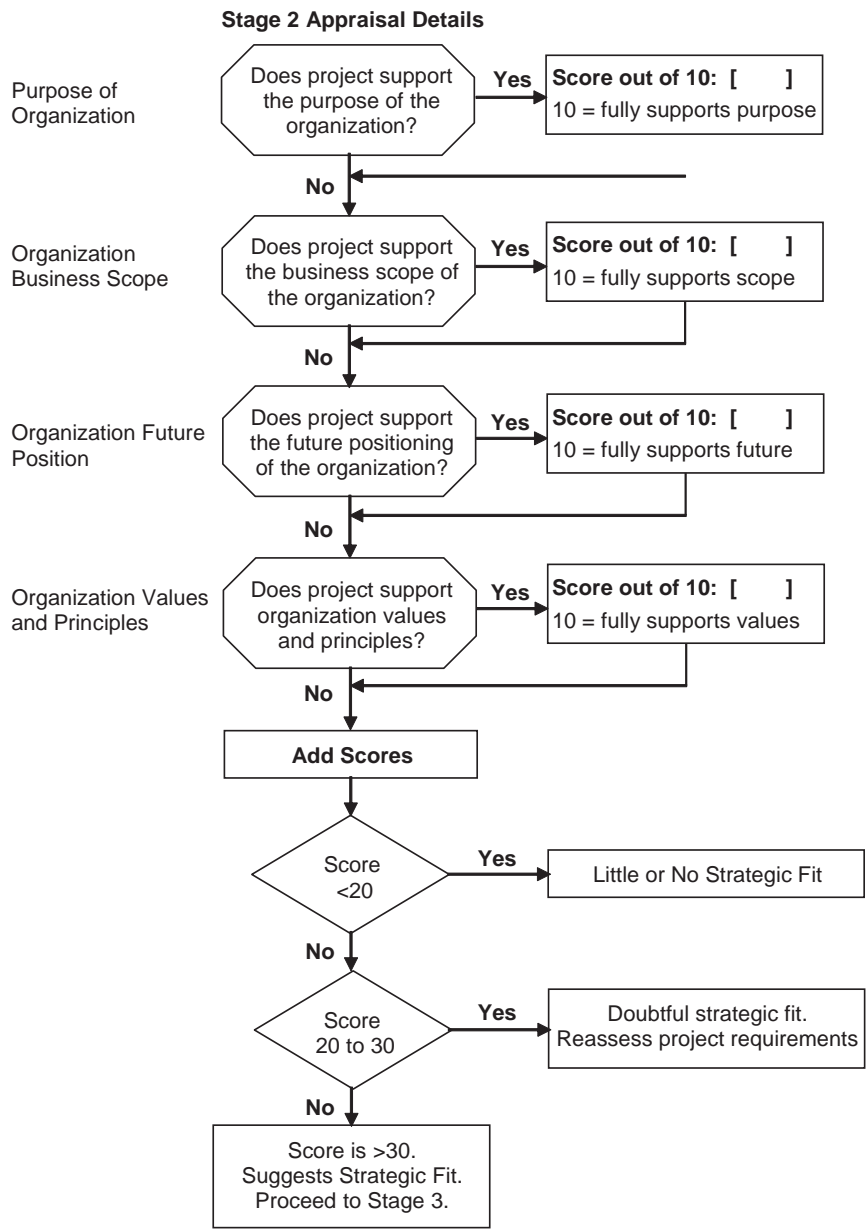 Stage 2 Appraisal Details
Purpose of
Organization
Does project support
the purpose of the
organization?
Yes
Score out of 10: [ ]
10 = fully supports purpose
No
Organization
Business Scope
Does project support
the business scope of
the organization?
Yes
Score out of 10: [ ]
10 = fully supports scope
No
Organization Future
Position
Does project support
the future positioning
of the organization?
Yes
Score out of 10: [ ]
10 = fully supports future
No
Organization Values
and Principles
Does project support
organization values
and principles?
Yes
Score out of 10: [ ]
10 = fully supports values
No
Add Scores
Score
<20
Yes
Little or No Strategic Fit
No
Score
20 to 30
Yes
Doubtful strategic fit.
Reassess project requirements
No
Score is >30.
Suggests Strategic Fit.
Proceed to Stage 3.